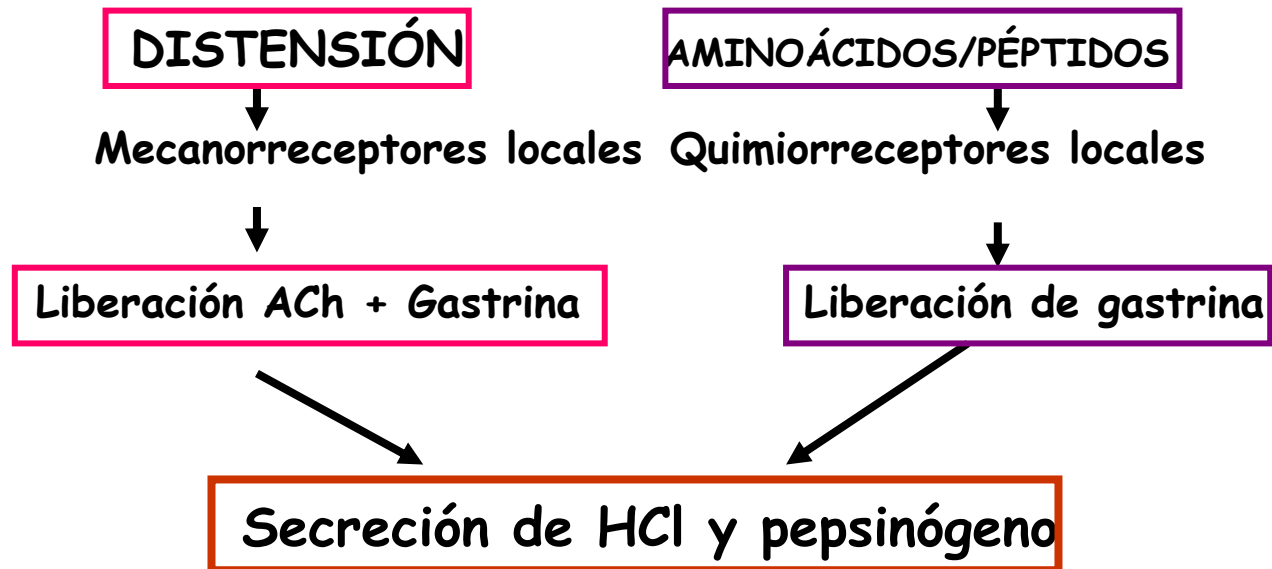 DISTENSIÓN
AMINOÁCIDOS/PÉPTIDOS
Mecanorreceptores locales
Quimiorreceptores locales
Liberación ACh + Gastrina
Liberación de gastrina
Secreción de HCl y pepsinógeno